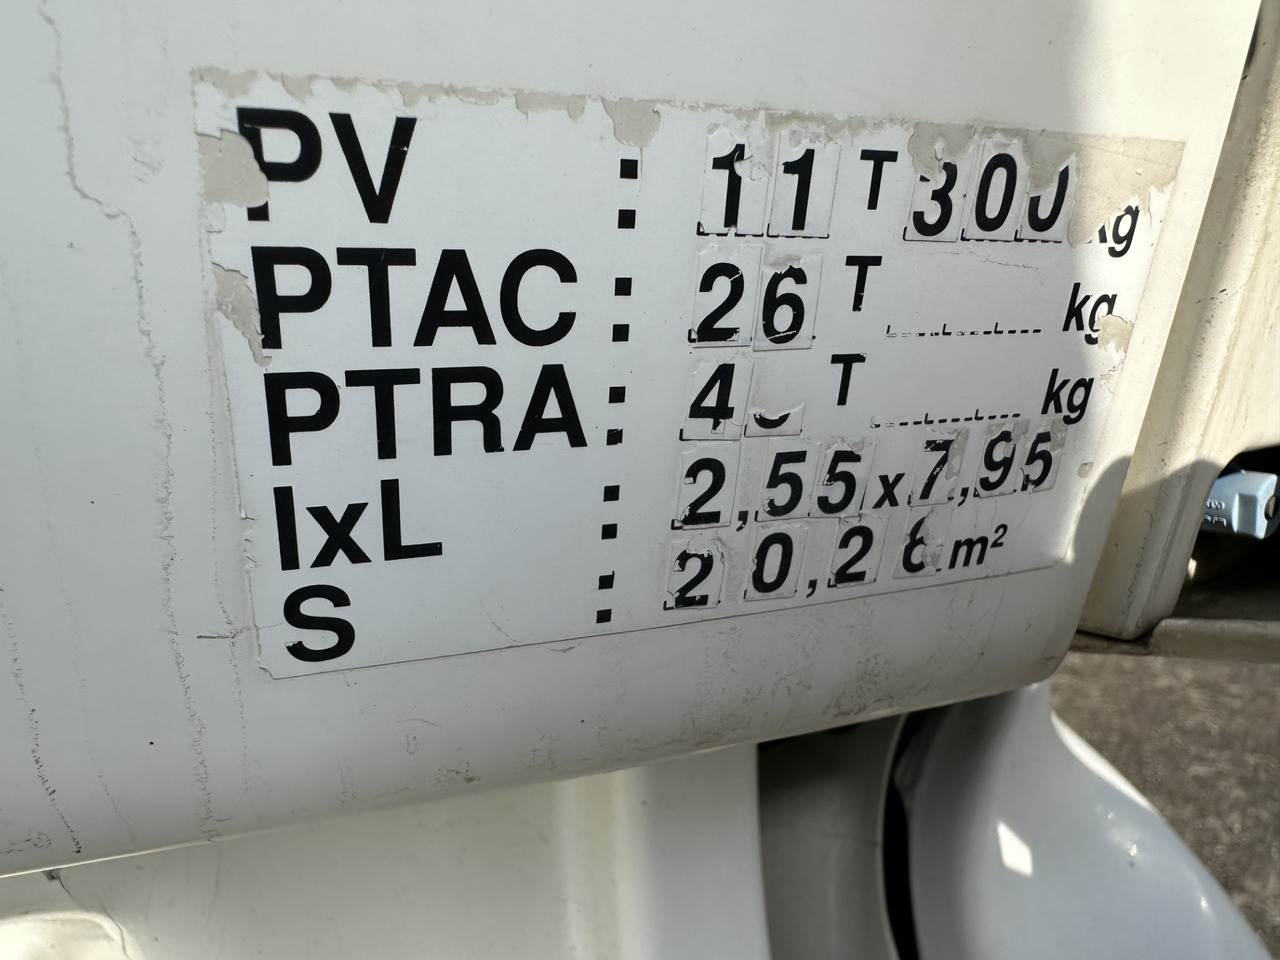 PV : 11 T 300 kg
PTAC : 26 T kg
PTRA : 4 T kg
lxL : 2,55 x 7,95
S : 20,2 m²